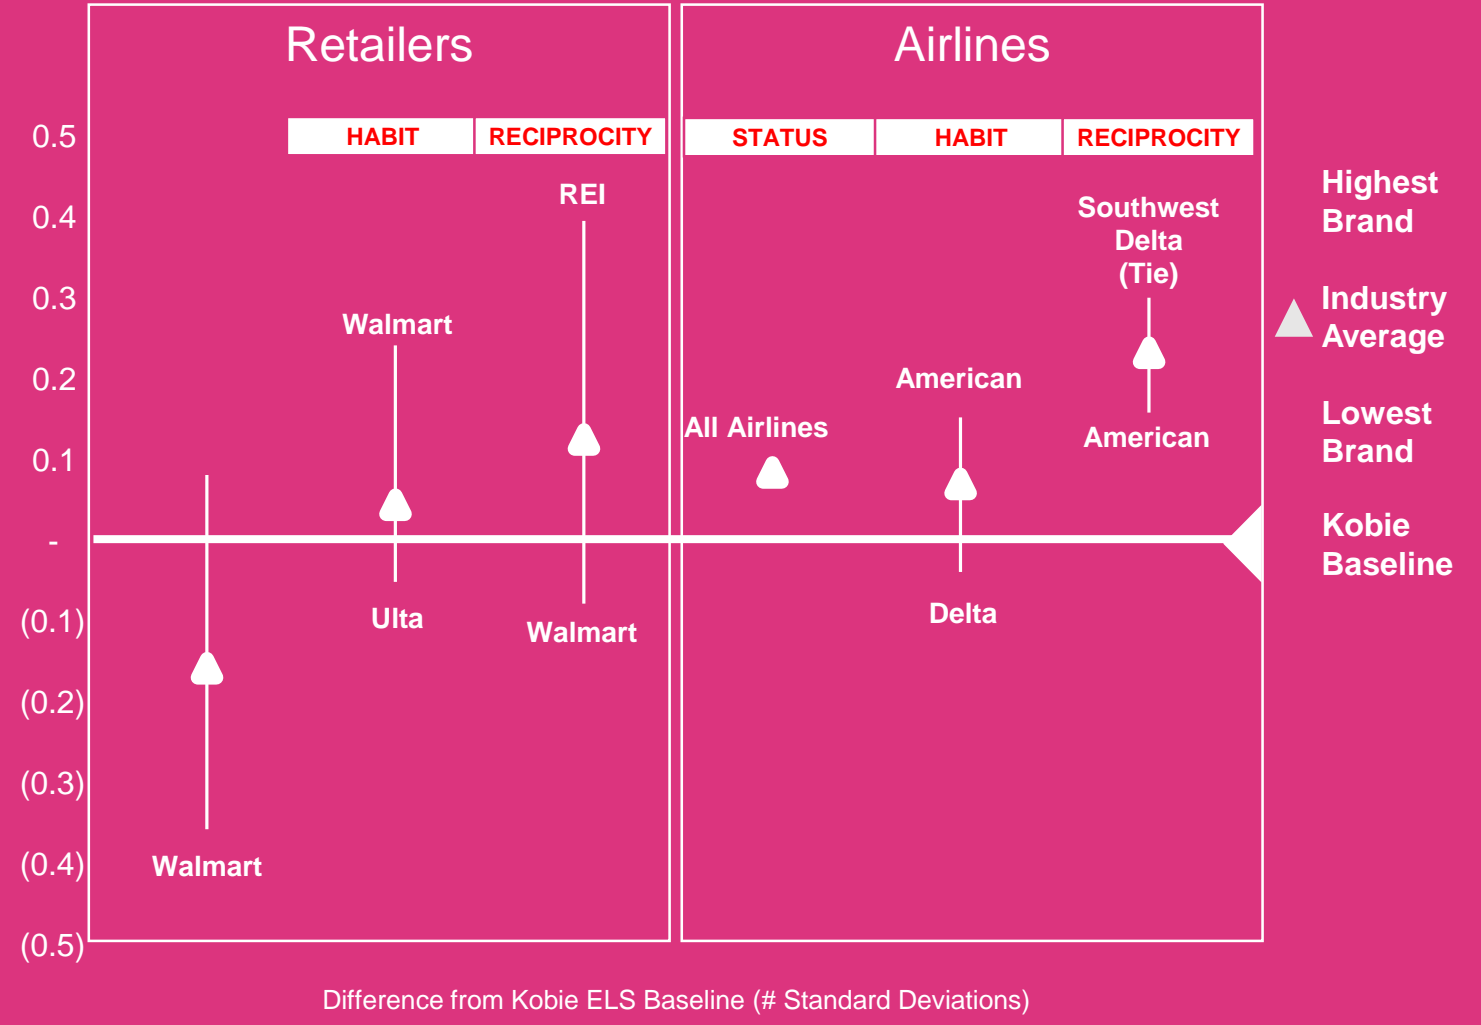 Retailers
Airlines
HABIT
RECIPROCITY
STATUS
HABIT
RECIPROCITY
0.5
0.4
0.3
0.2
0.1
-
(0.1)
(0.2)
(0.3)
(0.4)
(0.5)
Walmart
Walmart
Ulta
REI
Walmart
All Airlines
American
Delta
Southwest
Delta
(Tie)
American
Highest
Brand
Industry
Average
Lowest
Brand
Kobie
Baseline
Difference from Kobie ELS Baseline (# Standard Deviations)